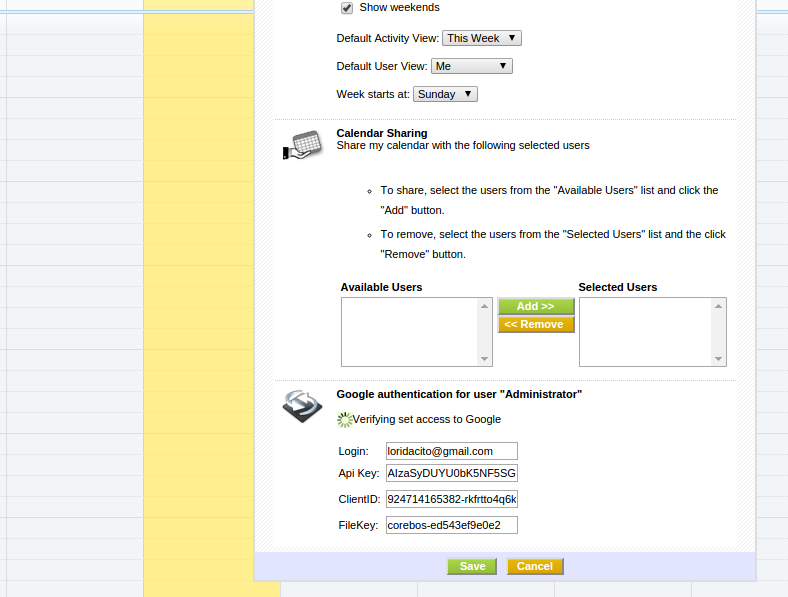 Show weekends
Default Activity View: This Week
Default User View: Me
Week starts at: Sunday
Calendar Sharing
Share my calendar with the following selected users
To share, select the users from the "Available Users" list and click the
"Add" button.
To remove, select the users from the "Selected Users" list and the click
"Remove" button.
Available Users
Selected Users
Add >>
<< Remove
Google authentication for user "Administrator"
Verifying set access to Google
Login: loridacito@gmail.com
Api Key: AIzaSyDUYU0bK5NF5SG
ClientID: 924714165382-rkfrtto4q6k
FileKey: corebos-ed543ef9e0e2
Save Cancel